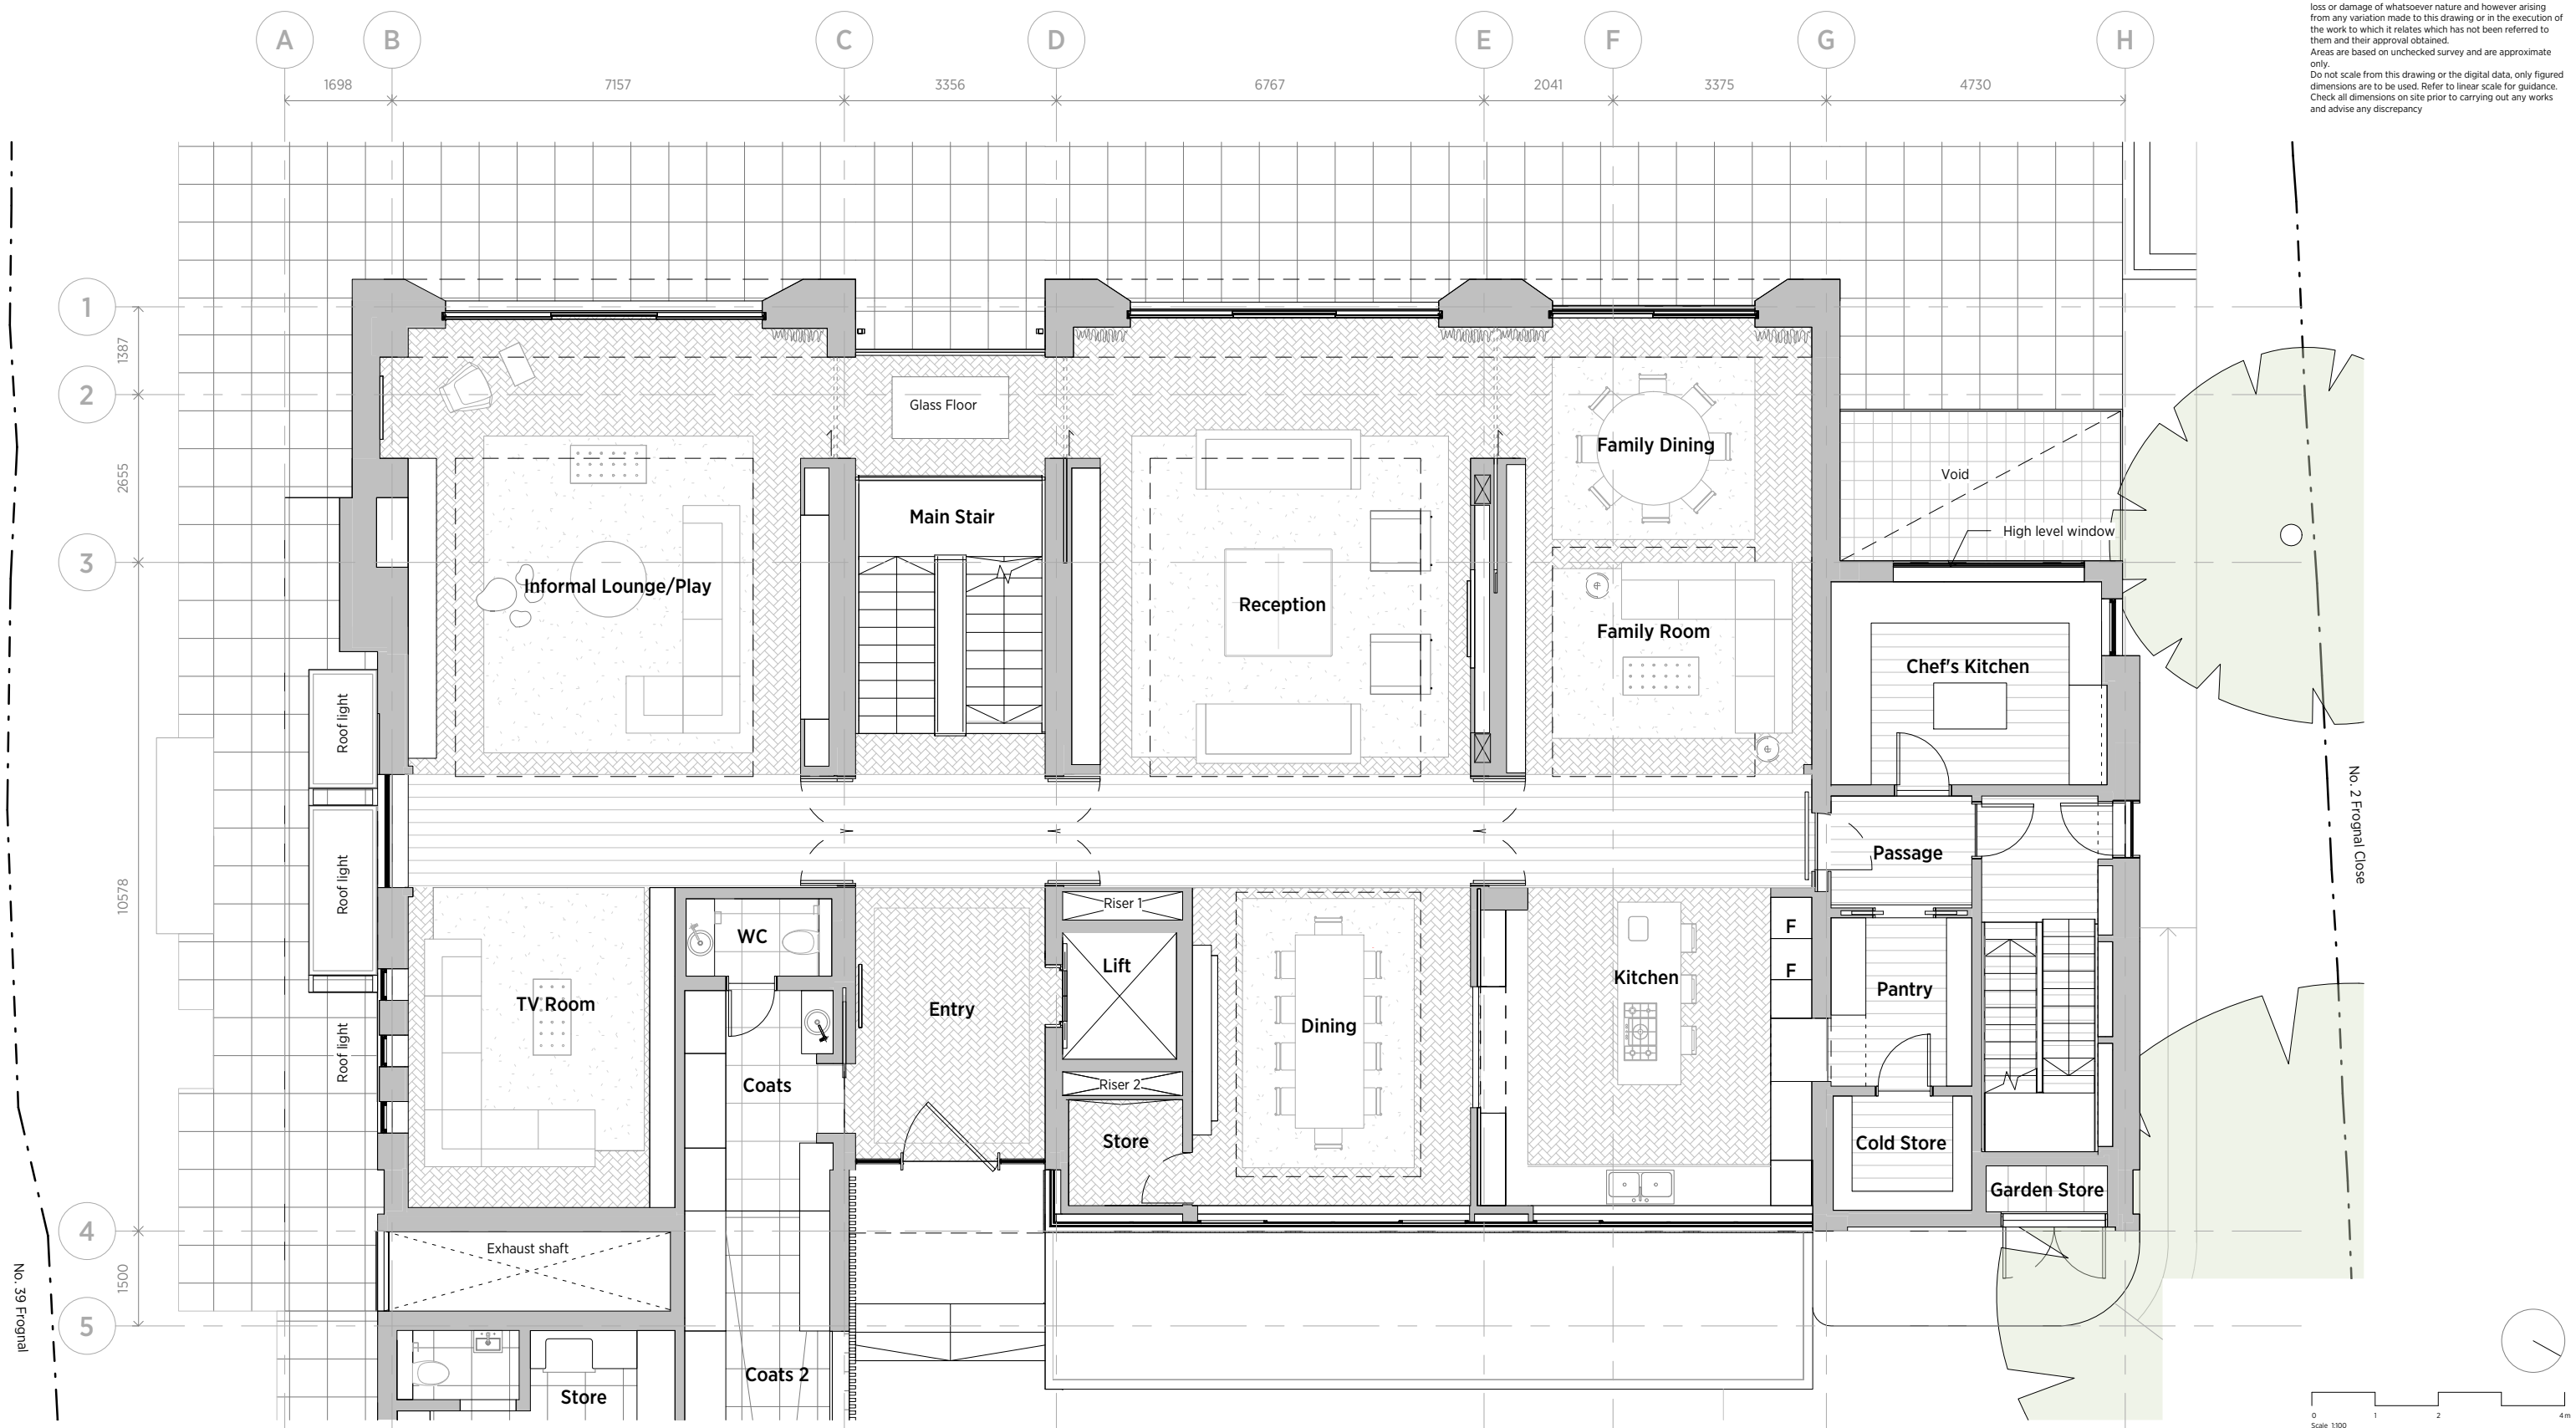 loss or damage of whatsoever nature and however arising
from any variation made to this drawing or in the execution of
the work to which it relates which has not been referred to
them and their approval obtained.
Areas are based on unchecked survey and are approximate
only.
Do not scale from this drawing or the digital data, only figured
dimensions are to be used. Refer to linear scale for guidance.
Check all dimensions on site prior to carrying out any works
and advise any discrepancy
A
B
C
D
E
F
G
H
1698
7157
3356
6767
2041
3375
4730
1
1387
2
2655
3
10578
4
1500
5
Glass Floor
Family Dining
Void
High level window
Main Stair
Informal Lounge/Play
Reception
Family Room
Chef's Kitchen
Roof light
Roof light
Roof light
No. 2 Frognal Close
Passage
Riser 1
WC
Lift
F
F
Kitchen
Pantry
TV Room
Entry
Dining
Coats
Riser 2
Store
Cold Store
Garden Store
Exhaust shaft
No. 39 Frognal
Coats 2
Store
0
1
2
4m
Scale 1:100